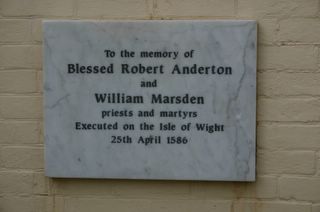 To the memory of
Blessed Robert Anderton
and
William Marsden
priests and martyrs
Executed on the Isle of Wight
25th April 1586